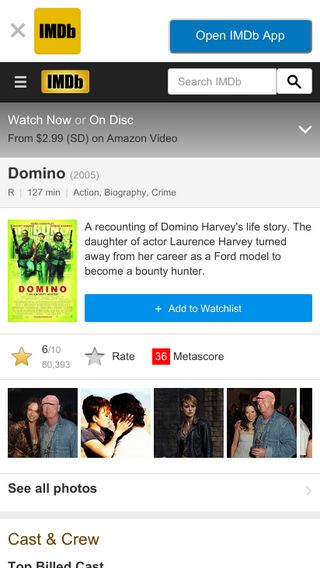 IMDb
Open IMDb App
IMDb
Search IMDb
Watch Now or On Disc
From $2.99 (SD) on Amazon Video
Domino (2005)
R | 127 min | Action, Biography, Crime
DOMINO
A recounting of Domino Harvey's life story. The
daughter of actor Laurence Harvey turned
away from her career as a Ford model to
become a bounty hunter.
+ Add to Watchlist
6/10
60,393
Rate
36 Metascore
See all photos
Cast & Crew
Top Billed Cast